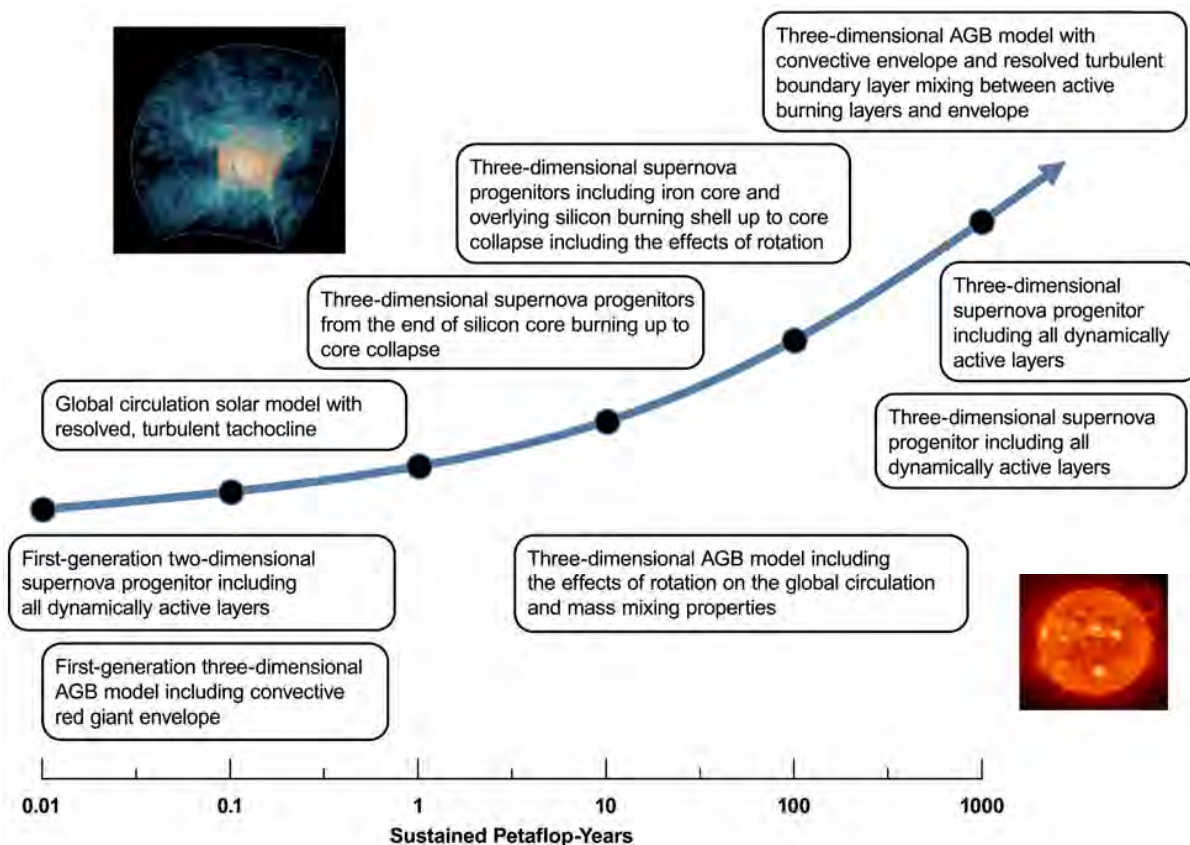 Three-dimensional AGB model with
convective envelope and resolved turbulent
boundary layer mixing between active
burning layers and envelope
Three-dimensional supernova
progenitors including iron core and
overlying silicon burning shell up to core
collapse including the effects of rotation
Three-dimensional supernova progenitors
from the end of silicon core burning up to
core collapse
Three-dimensional
supernova progenitor
including all dynamically
active layers
Global circulation solar model with
resolved, turbulent tachocline
Three-dimensional supernova
progenitor including all
dynamically active layers
First-generation two-dimensional
supernova progenitor including
all dynamically active layers
Three-dimensional AGB model including
the effects of rotation on the global circulation
and mass mixing properties
First-generation three-dimensional
AGB model including convective
red giant envelope
0.01 0.1 1 10 100 1000
Sustained Petaflop-Years